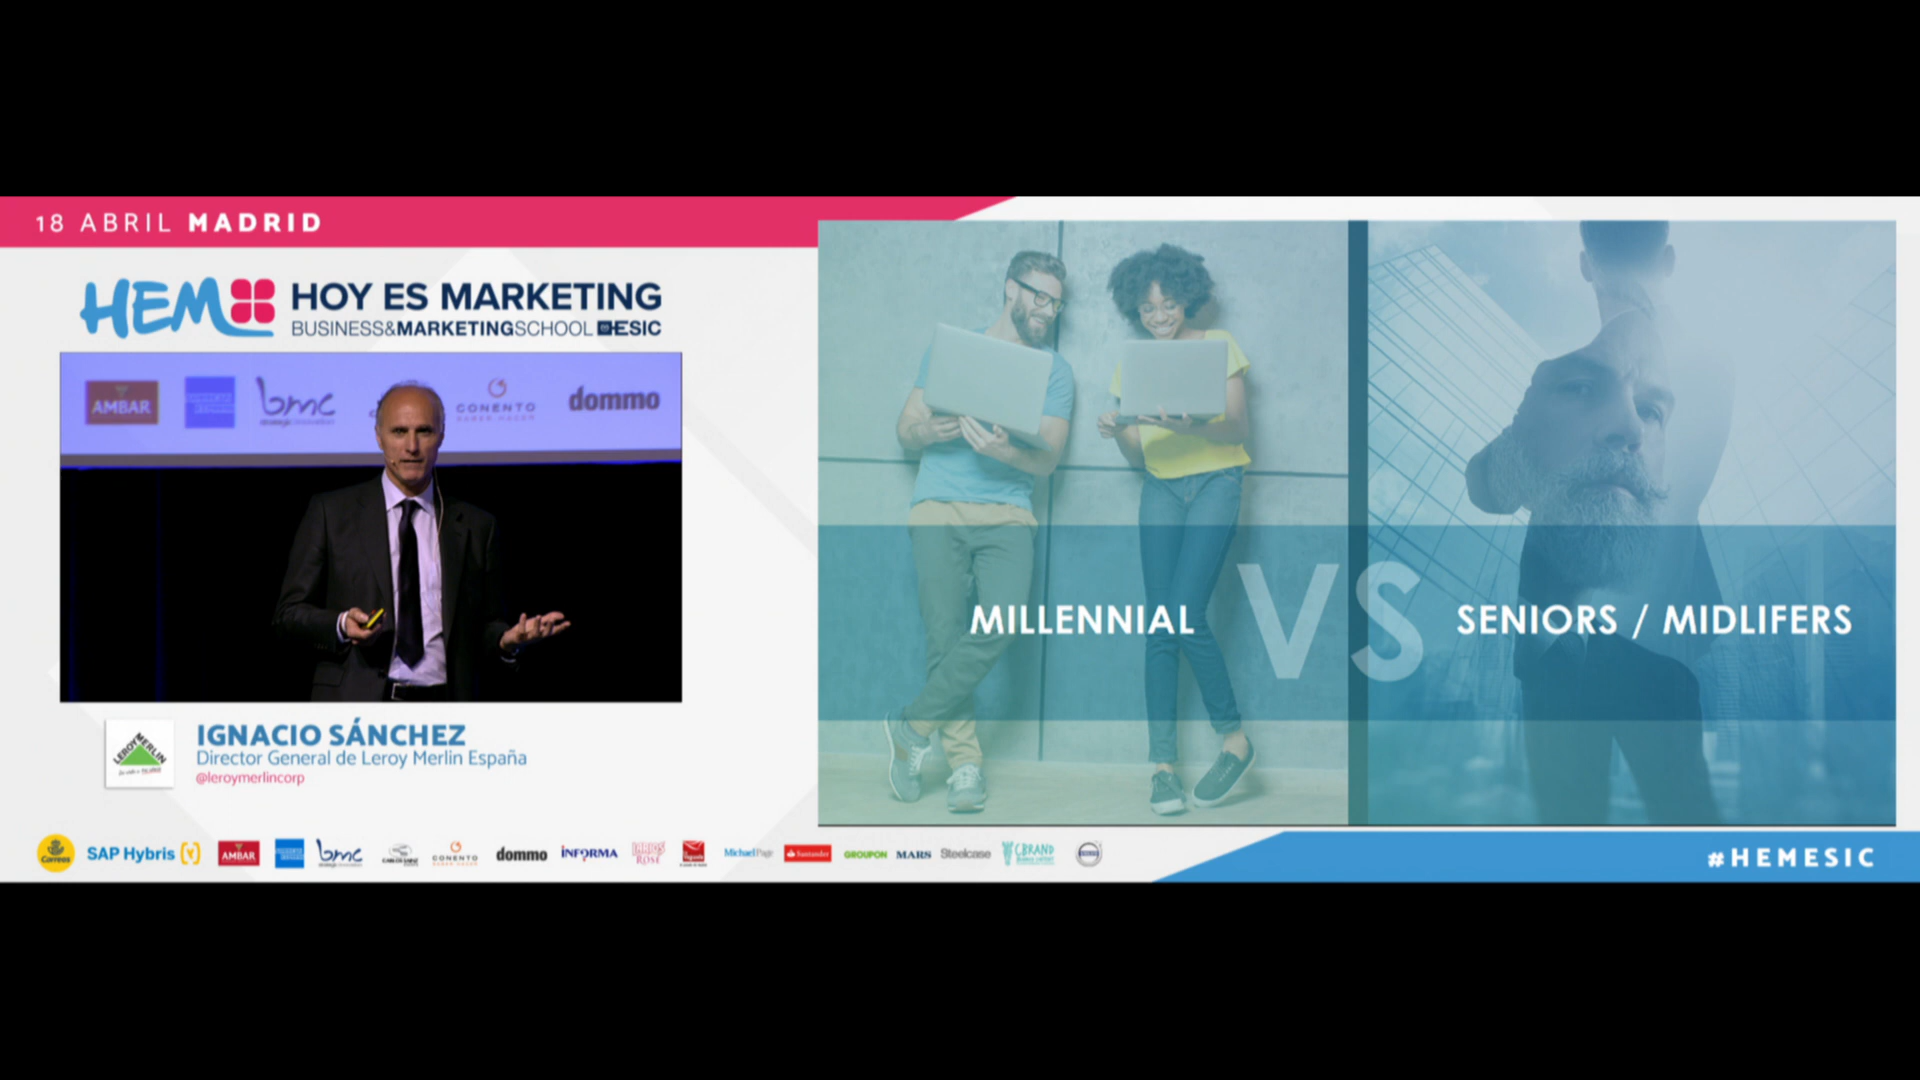 18 ABRIL MADRID
HEM
HOY ES MARKETING
BUSINESS&MARKETINGSCHOOL ESIC
AMBAR
bmc
CONENTO
dommo
LEROY MERLIN
IGNACIO SÁNCHEZ
Director General de Leroy Merlin España
@leroymerlincorp
MILLENNIAL
VS
SENIORS / MIDLIFERS
Correos
SAP Hybris (Y)
AMBAR
bmc
CONENTO
dommo
INFORMA
Michael Page
Santander
GROUPON
MARS
Steelcase
CBRAND
#HEMESIC